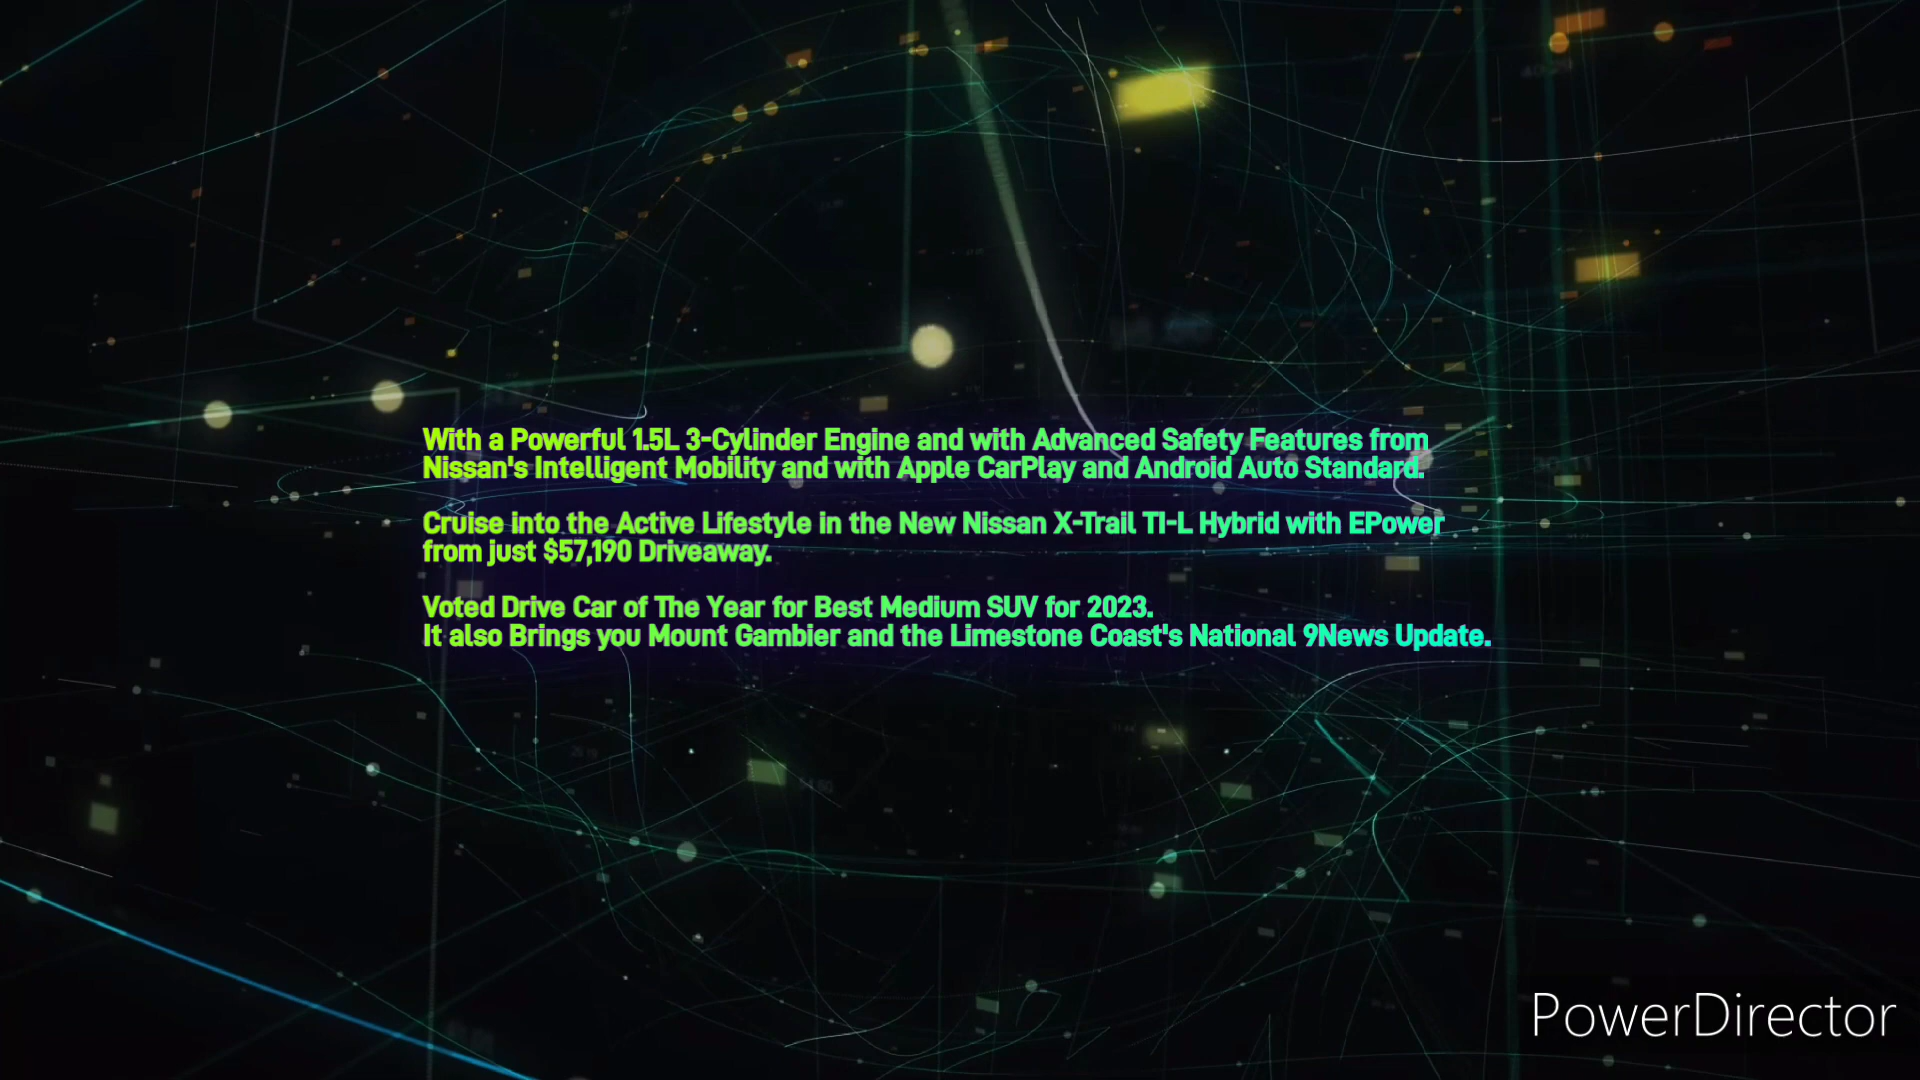 With a Powerful 1.5L 3-Cylinder Engine and with Advanced Safety Features from
Nissan's Intelligent Mobility and with Apple CarPlay and Android Auto Standard.
Cruise into the Active Lifestyle in the New Nissan X-Trail TI-L Hybrid with EPower
from just $57,190 Driveaway.
Voted Drive Car of The Year for Best Medium SUV for 2023.
It also Brings you Mount Gambier and the Limestone Coast's National 9News Update.
PowerDirector